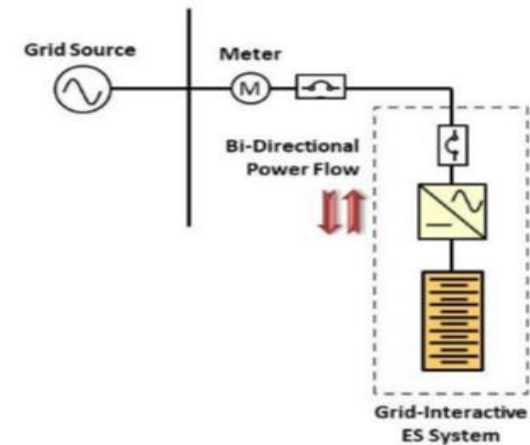 Grid Source
Meter
M
Bi-Directional
Power Flow
Grid-Interactive
ES System